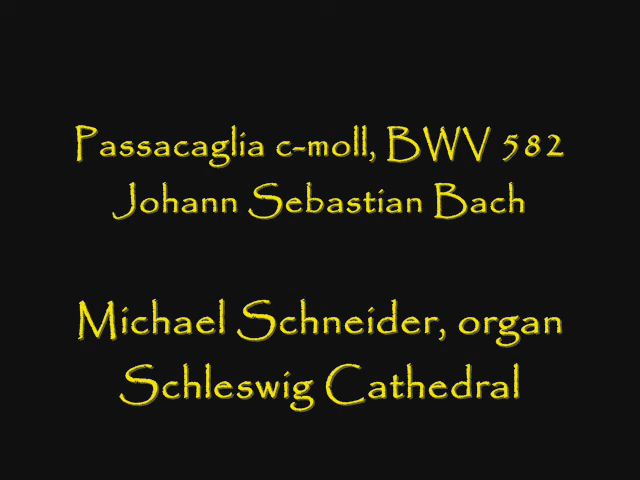 Passacaglia c-moll, BWV 582
Johann Sebastian Bach
Michael Schneider, organ
Schleswig Cathedral